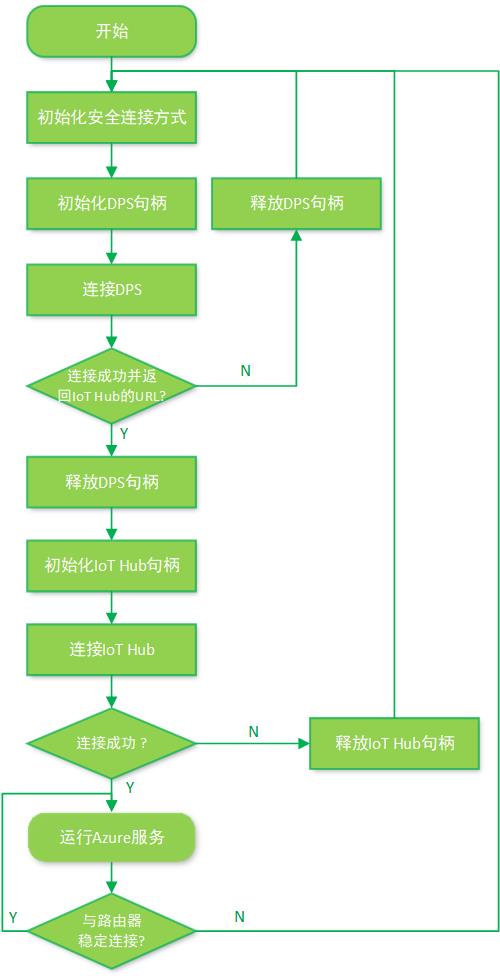 开始
初始化安全连接方式
初始化DPS句柄
释放DPS句柄
连接DPS
连接成功并返
回IoT Hub的URL?
N
Y
释放DPS句柄
初始化IoT Hub句柄
连接IoT Hub
连接成功？
N
释放IoT Hub句柄
Y
运行Azure服务
与路由器
稳定连接?
Y
N